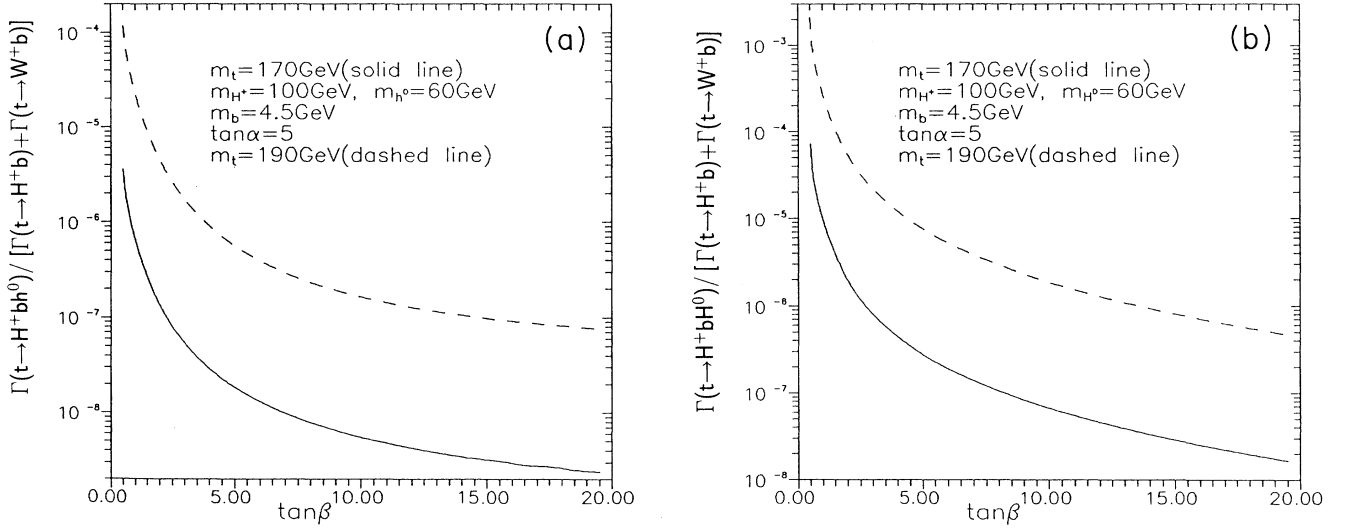 Γ(t→H⁺bh⁰)/ [Γ(t→H⁺b)+Γ(t→W⁺b)]
(a)
10⁻⁴
10⁻⁵
10⁻⁶
10⁻⁷
10⁻⁸
mₜ=170GeV(solid line)
m_H⁺=100GeV, m_h⁰=60GeV
m_b=4.5GeV
tanα=5
mₜ=190GeV(dashed line)
0.00 5.00 10.00 15.00 20.00
tanβ
Γ(t→H⁺bH⁰)/ [Γ(t→H⁺b)+Γ(t→W⁺b)]
(b)
10⁻³
10⁻⁴
10⁻⁵
10⁻⁶
10⁻⁷
10⁻⁸
mₜ=170GeV(solid line)
m_H⁺=100GeV, m_H⁰=60GeV
m_b=4.5GeV
tanα=5
mₜ=190GeV(dashed line)
0.00 5.00 10.00 15.00 20.00
tanβ